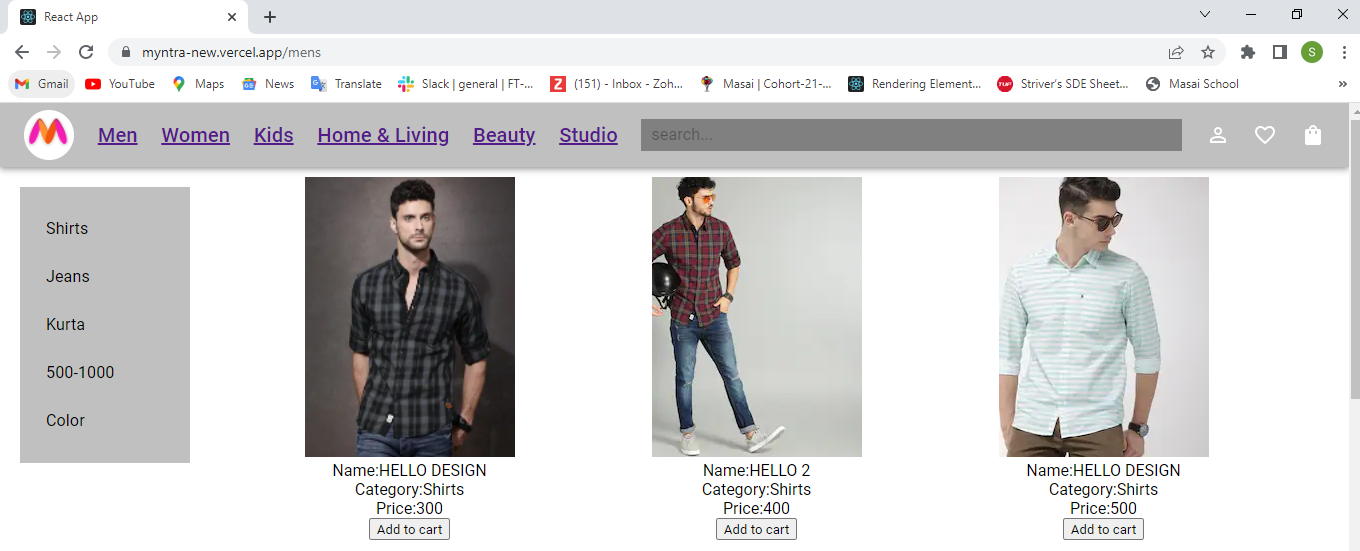 React App
myntra-new.vercel.app/mens
S
Gmail YouTube Maps News Translate Slack | general | FT-... (151) - Inbox - Zoh... Masai | Cohort-21-... Rendering Element... Striver's SDE Sheet... Masai School »
Men Women Kids Home & Living Beauty Studio search...
Shirts
Jeans
Kurta
500-1000
Color
Name:HELLO DESIGN
Category:Shirts
Price:300
Add to cart
Name:HELLO 2
Category:Shirts
Price:400
Add to cart
Name:HELLO DESIGN
Category:Shirts
Price:500
Add to cart